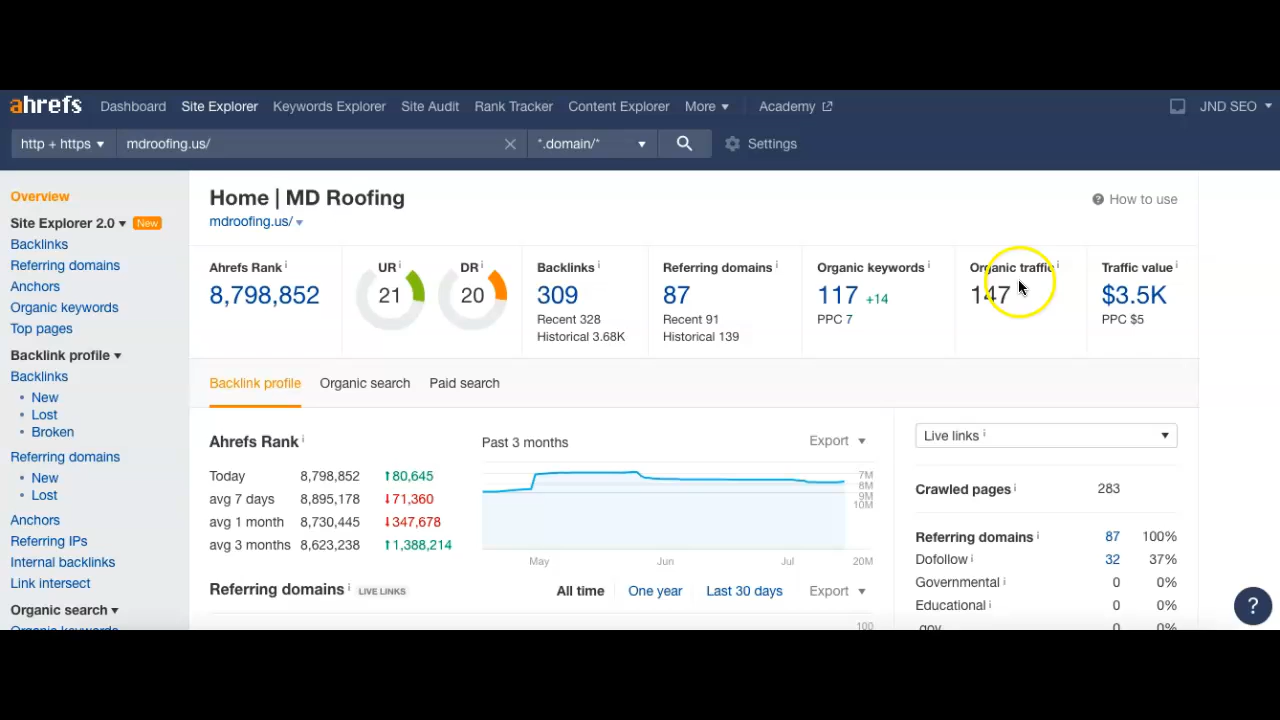 ahrefs Dashboard Site Explorer Keywords Explorer Site Audit Rank Tracker Content Explorer More Academy JND SEO
http + https mdroofing.us/ *.domain/* Settings
Overview
Site Explorer 2.0 New
Backlinks
Referring domains
Anchors
Organic keywords
Top pages
Backlink profile
Backlinks
• New
• Lost
• Broken
Referring domains
• New
• Lost
Anchors
Referring IPs
Internal backlinks
Link intersect
Organic search
Organic keywords
Home | MD Roofing
How to use
mdroofing.us/
Ahrefs Rank i
8,798,852
UR i
21
DR i
20
Backlinks i
309
Recent 328
Historical 3.68K
Referring domains i
87
Recent 91
Historical 139
Organic keywords i
117 +14
PPC 7
Organic traffic i
147
Traffic value i
$3.5K
PPC $5
Backlink profile Organic search Paid search
Ahrefs Rank i
Today 8,798,852 ↑80,645
avg 7 days 8,895,178 ↓71,360
avg 1 month 8,730,445 ↓347,678
avg 3 months 8,623,238 ↑1,388,214
Past 3 months Export
7M
8M
9M
10M
20M
May Jun Jul
Referring domains i LIVE LINKS All time One year Last 30 days Export
100
Live links i
Crawled pages i 283
Referring domains i 87 100%
Dofollow i 32 37%
Governmental i 0 0%
Educational i 0 0%
.gov 0 0%
?